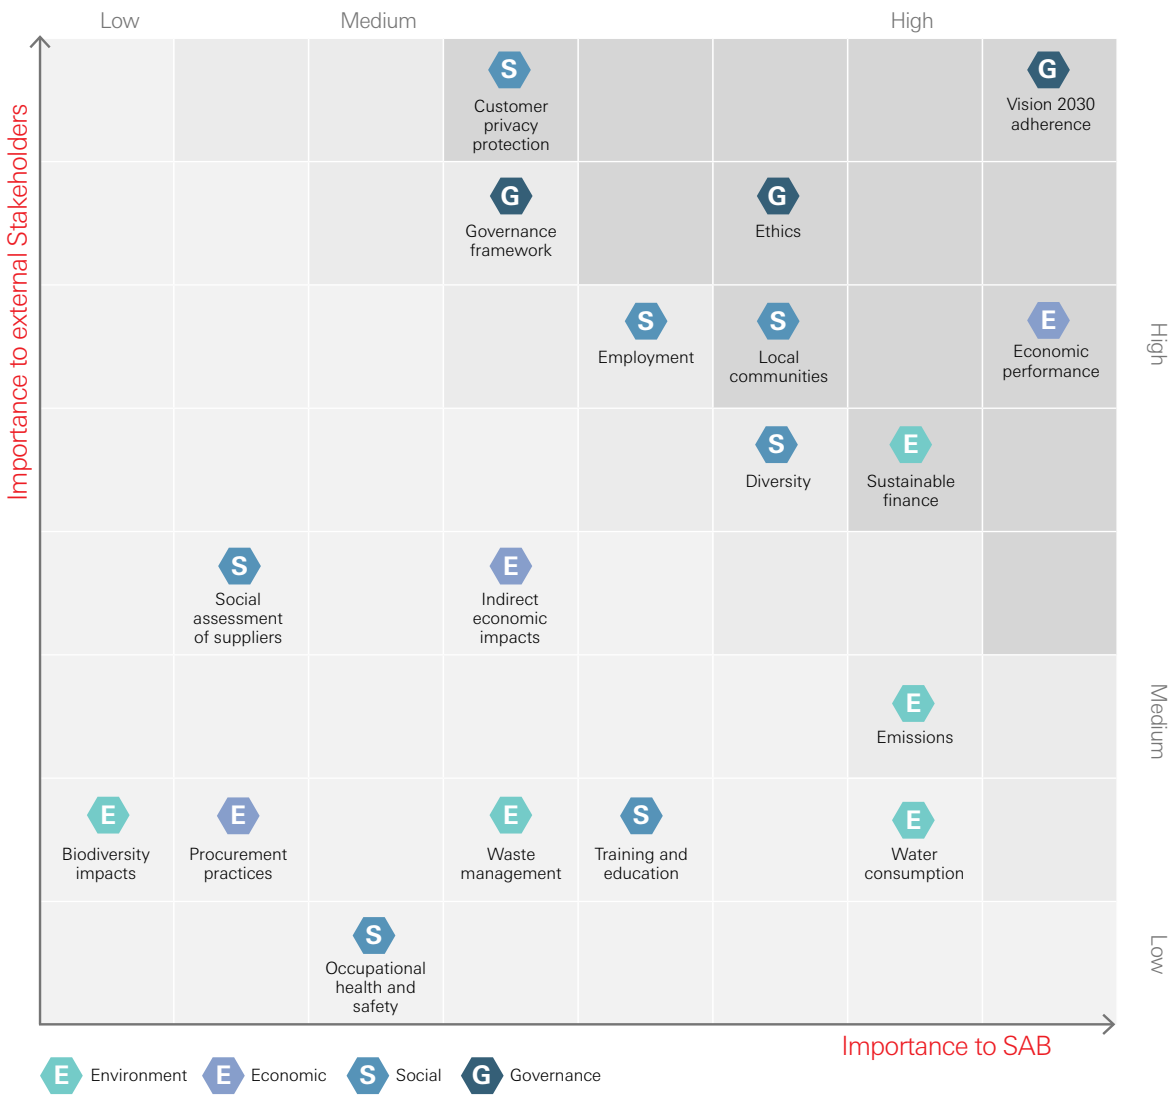 Low
Medium
High
Importance to external Stakeholders
S
Customer
privacy
protection
G
Vision 2030
adherence
G
Governance
framework
G
Ethics
S
Employment
S
Local
communities
E
Economic
performance
High
S
Diversity
E
Sustainable
finance
S
Social
assessment
of suppliers
E
Indirect
economic
impacts
E
Emissions
Medium
E
Biodiversity
impacts
E
Procurement
practices
E
Waste
management
S
Training and
education
E
Water
consumption
S
Occupational
health and
safety
Low
Importance to SAB
E Environment
E Economic
S Social
G Governance